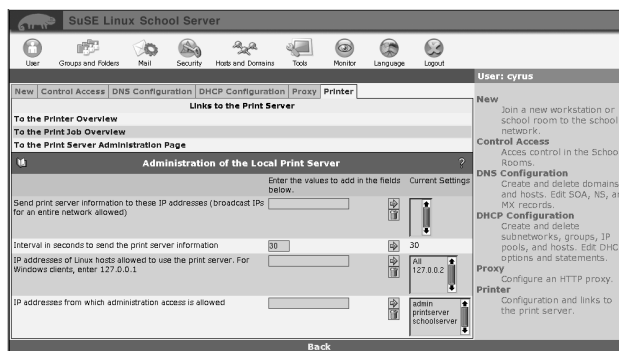 SuSE Linux School Server
User Groups and Folders Mail Security Hosts and Domains Tools Monitor Language Logout
User: cyrus
New Control Access DNS Configuration DHCP Configuration Proxy Printer
Links to the Print Server
To the Printer Overview
To the Print Job Overview
To the Print Server Administration Page
Administration of the Local Print Server ?
Enter the values to add in the fields below.
Current Settings
Send print server information to these IP addresses (broadcast IPs
for an entire network allowed)
Interval in seconds to send the print server information 30 30
IP addresses of Linux hosts allowed to use the print server. For
Windows clients, enter 127.0.0.1
All
127.0.0.2
IP addresses from which administration access is allowed
admin
printserver
schoolserver
Back
New
Join a new workstation or
school room to the school
network.
Control Access
Acces control in the Schoo
Rooms.
DNS Configuration
Create and delete domains
and hosts. Edit SOA, NS, a
MX records.
DHCP Configuration
Create and delete
subnetworks, groups, IP
pools, and hosts. Edit DHC
options and statements.
Proxy
Configure an HTTP proxy.
Printer
Configuration and links to
the print server.